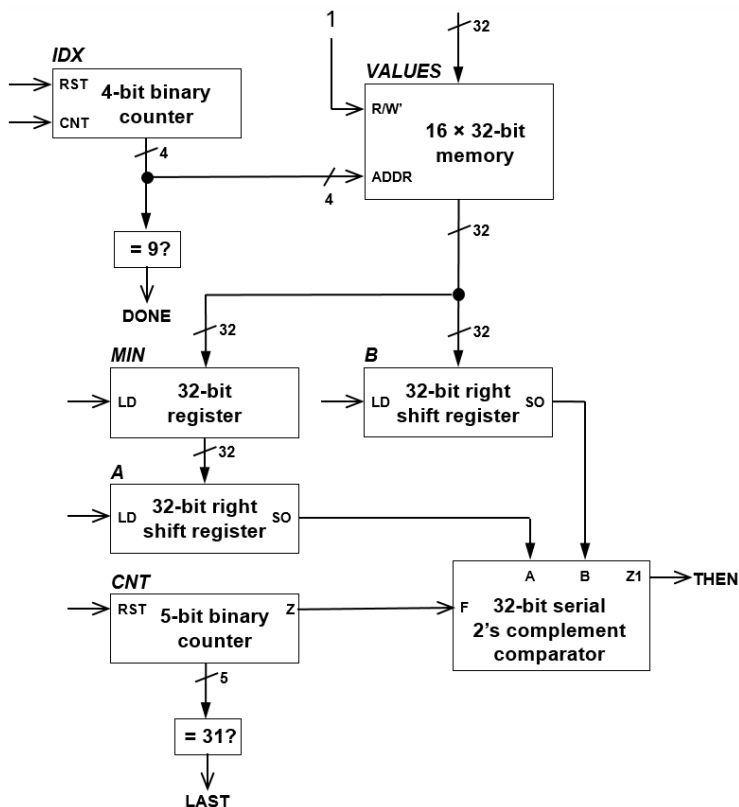 1
32
IDX
RST
4-bit binary
counter
CNT
4
VALUES
R/W'
16 × 32-bit
memory
ADDR
4
= 9?
DONE
32
32
32
MIN
LD
32-bit
register
B
LD
32-bit right
shift register
SO
32
A
LD
32-bit right
shift register
SO
CNT
RST
5-bit binary
counter
Z
A
B
Z1
THEN
F
32-bit serial
2's complement
comparator
5
= 31?
LAST